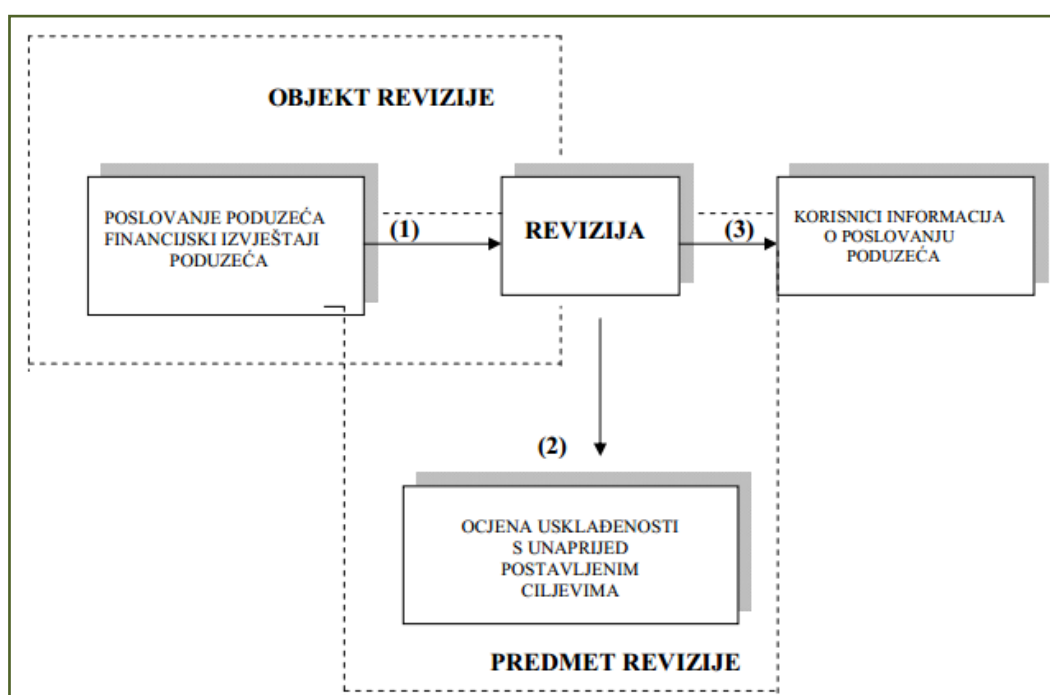 OBJEKT REVIZIJE
POSLOVANJE PODUZEĆA
FINANCIJSKI IZVJEŠTAJI
PODUZEĆA
(1)
REVIZIJA
(3)
KORISNICI INFORMACIJA
O POSLOVANJU
PODUZEĆA
(2)
OCJENA USKLAĐENOSTI
S UNAPRIJED
POSTAVLJENIM
CILJEVIMA
PREDMET REVIZIJE